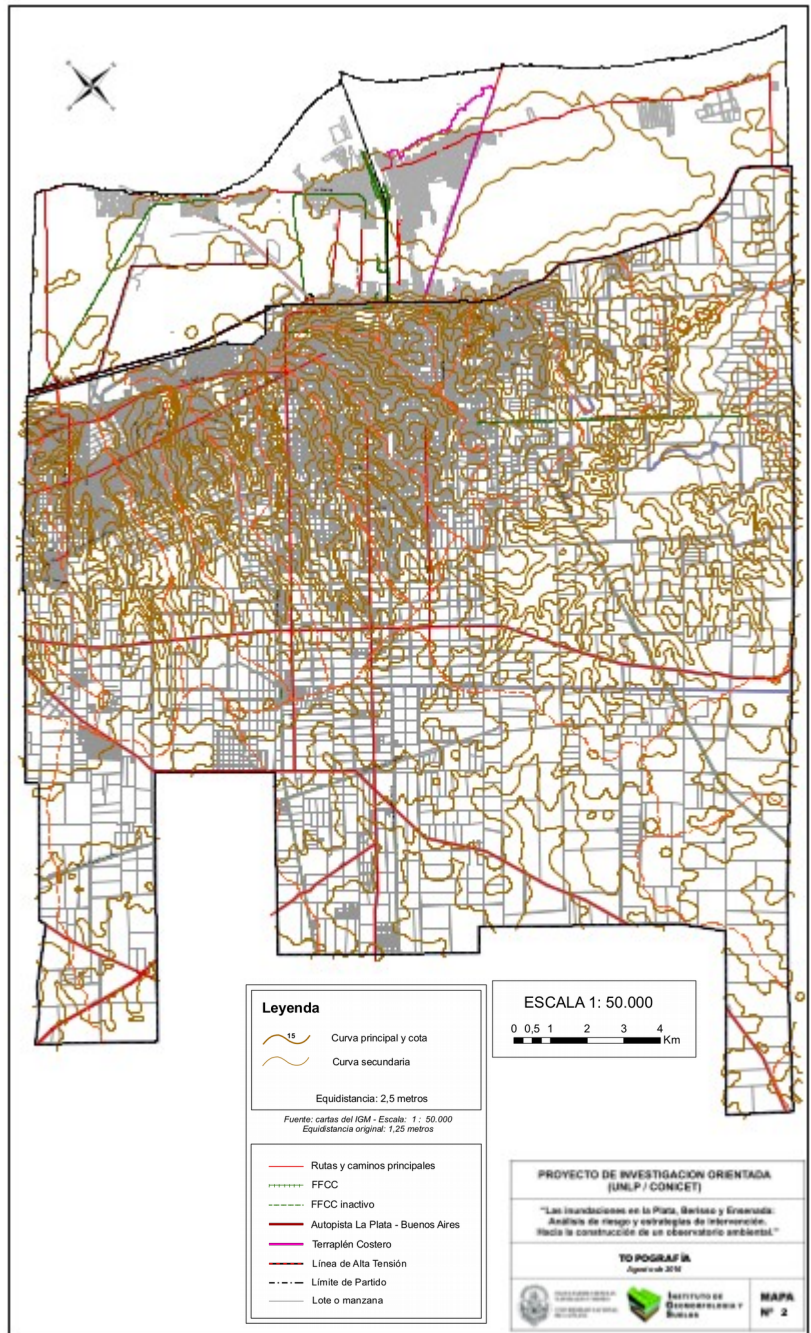 Leyenda
15
Curva principal y cota
Curva secundaria
Equidistancia: 2,5 metros
Fuente: cartas del IGM - Escala: 1 : 50.000
Equidistancia original: 1,25 metros
Rutas y caminos principales
FFCC
FFCC inactivo
Autopista La Plata - Buenos Aires
Terraplén Costero
Línea de Alta Tensión
Límite de Partido
Lote o manzana
ESCALA 1: 50.000
0 0,5 1 2 3 4
Km
PROYECTO DE INVESTIGACION ORIENTADA
(UNLP / CONICET)
"Las inundaciones en la Plata, Berisso y Ensenada:
Análisis de riesgo y estrategias de intervención.
Hacia la construcción de un observatorio ambiental."
TOPOGRAFÍA
Agosto de 2016
INSTITUTO DE
GEOMORFOLOGIA Y
SUELOS
MAPA
Nº 2